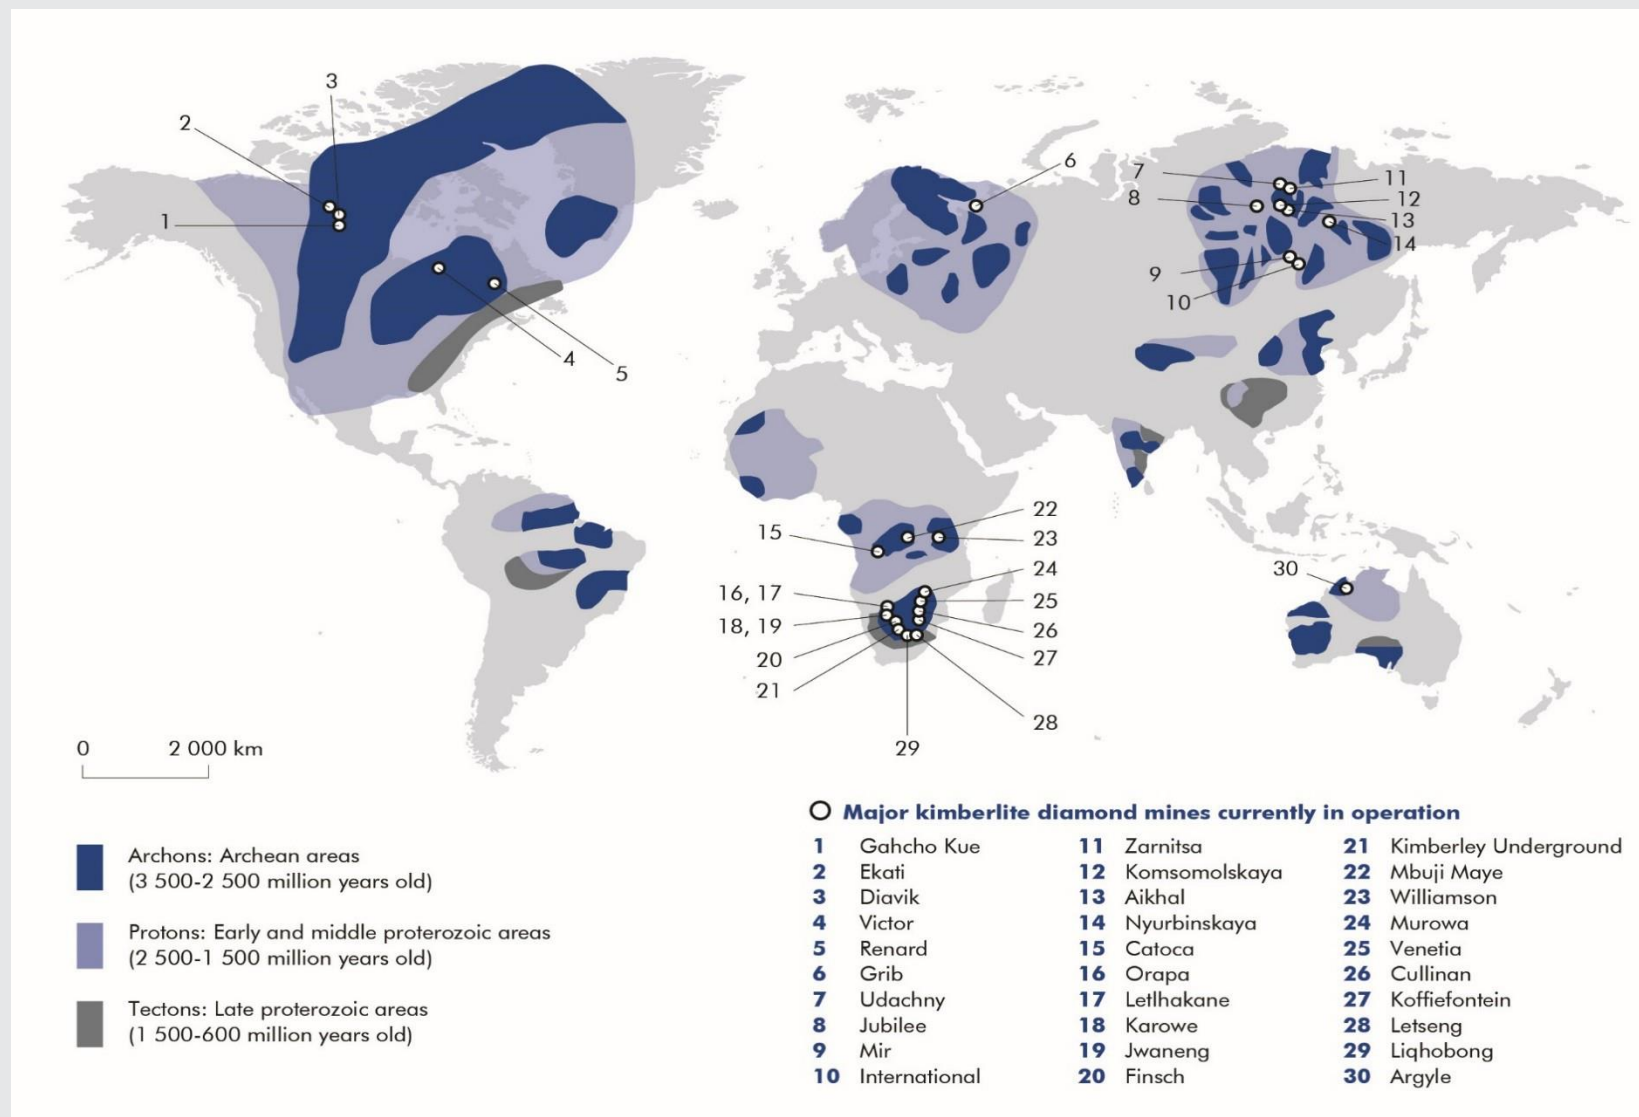 3
2
1
4
5
6
7
8
11
12
13
14
9
10
15
22
23
24
16, 17
25
18, 19
26
20
27
21
28
29
30
0 2 000 km
Archons: Archean areas
(3 500-2 500 million years old)
Protons: Early and middle proterozoic areas
(2 500-1 500 million years old)
Tectons: Late proterozoic areas
(1 500-600 million years old)
Major kimberlite diamond mines currently in operation
1 Gahcho Kue
2 Ekati
3 Diavik
4 Victor
5 Renard
6 Grib
7 Udachny
8 Jubilee
9 Mir
10 International
11 Zarnitsa
12 Komsomolskaya
13 Aikhal
14 Nyurbinskaya
15 Catoca
16 Orapa
17 Letlhakane
18 Karowe
19 Jwaneng
20 Finsch
21 Kimberley Underground
22 Mbuji Maye
23 Williamson
24 Murowa
25 Venetia
26 Cullinan
27 Koffiefontein
28 Letseng
29 Liqhobong
30 Argyle